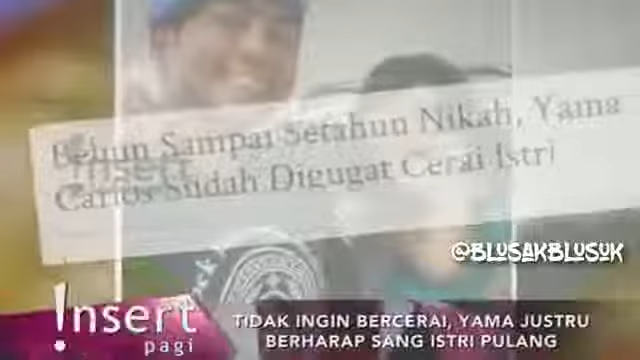 Belum Sampai Setahun Nikah, Yama
Carlos Sudah Digugat Cerai Istri
insert
@BLUSAKBLUSUK
!nsert
pagi
TIDAK INGIN BERCERAI, YAMA JUSTRU
BERHARAP SANG ISTRI PULANG